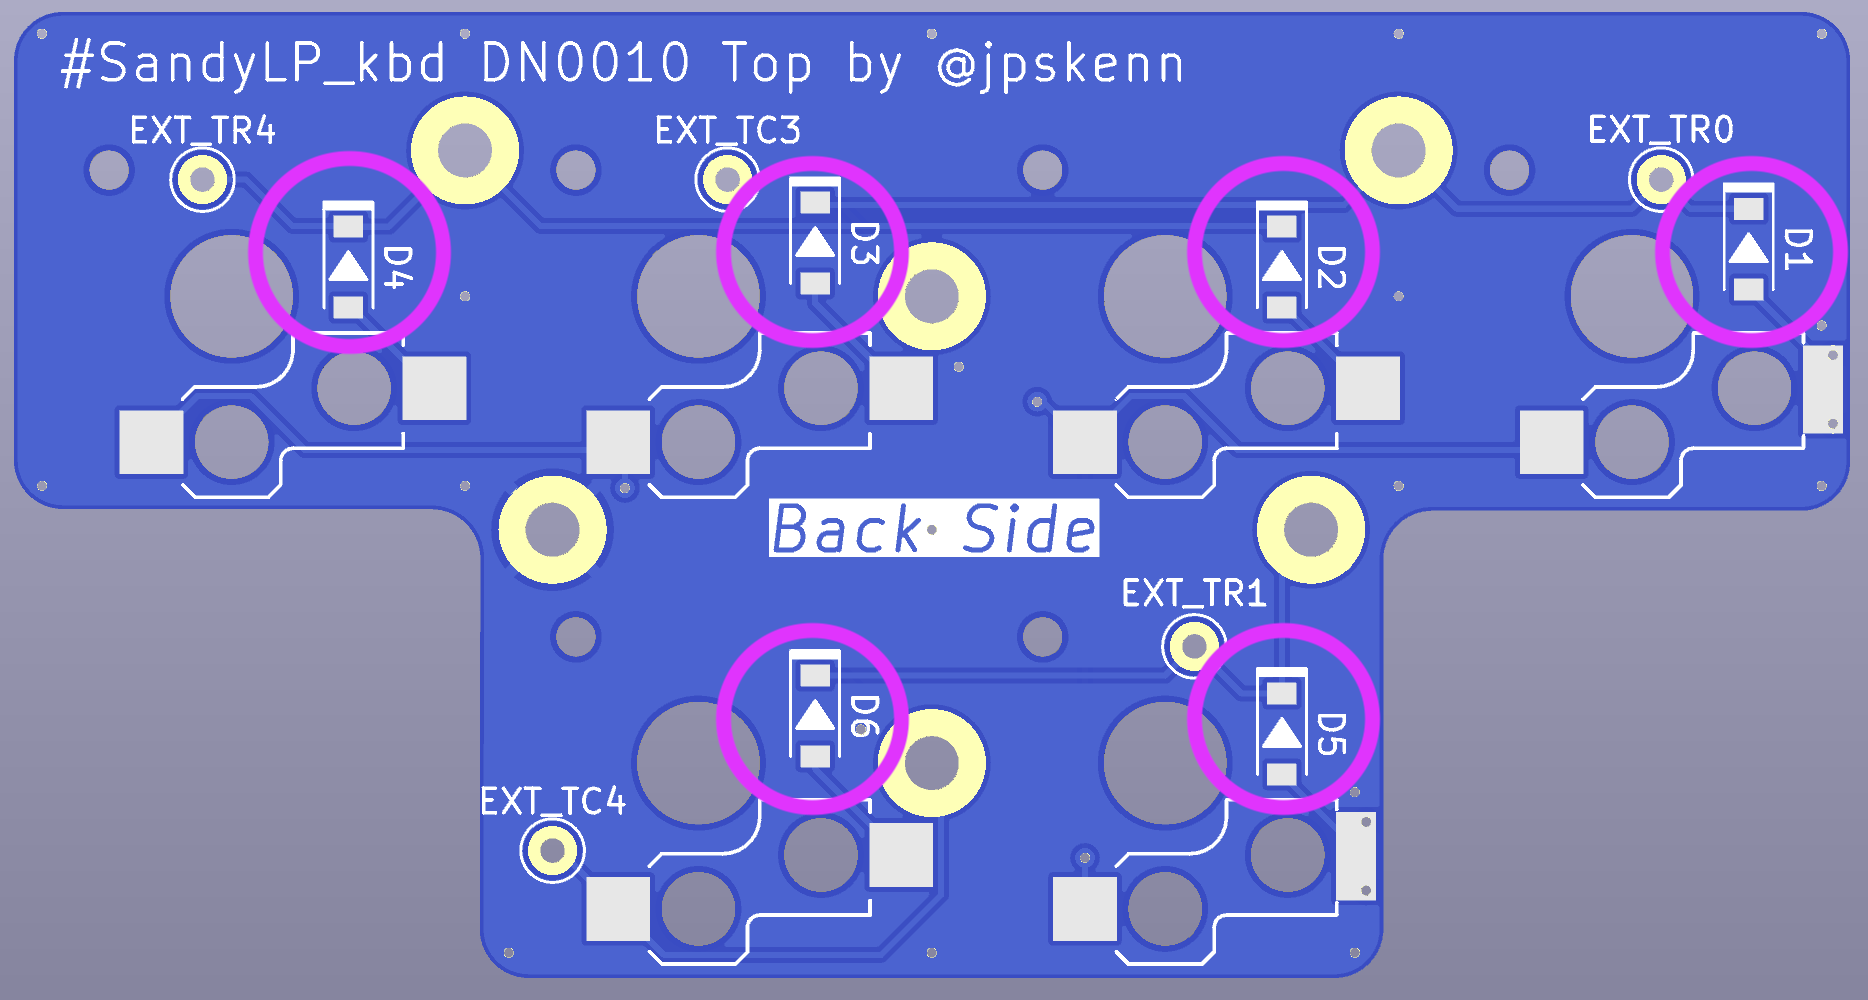 #SandyLP_kbd DN0010 Top by @jpskenn
EXT_TR4
EXT_TC3
EXT_TR0
D4
D3
D2
D1
Back Side
EXT_TR1
D6
D5
EXT_TC4